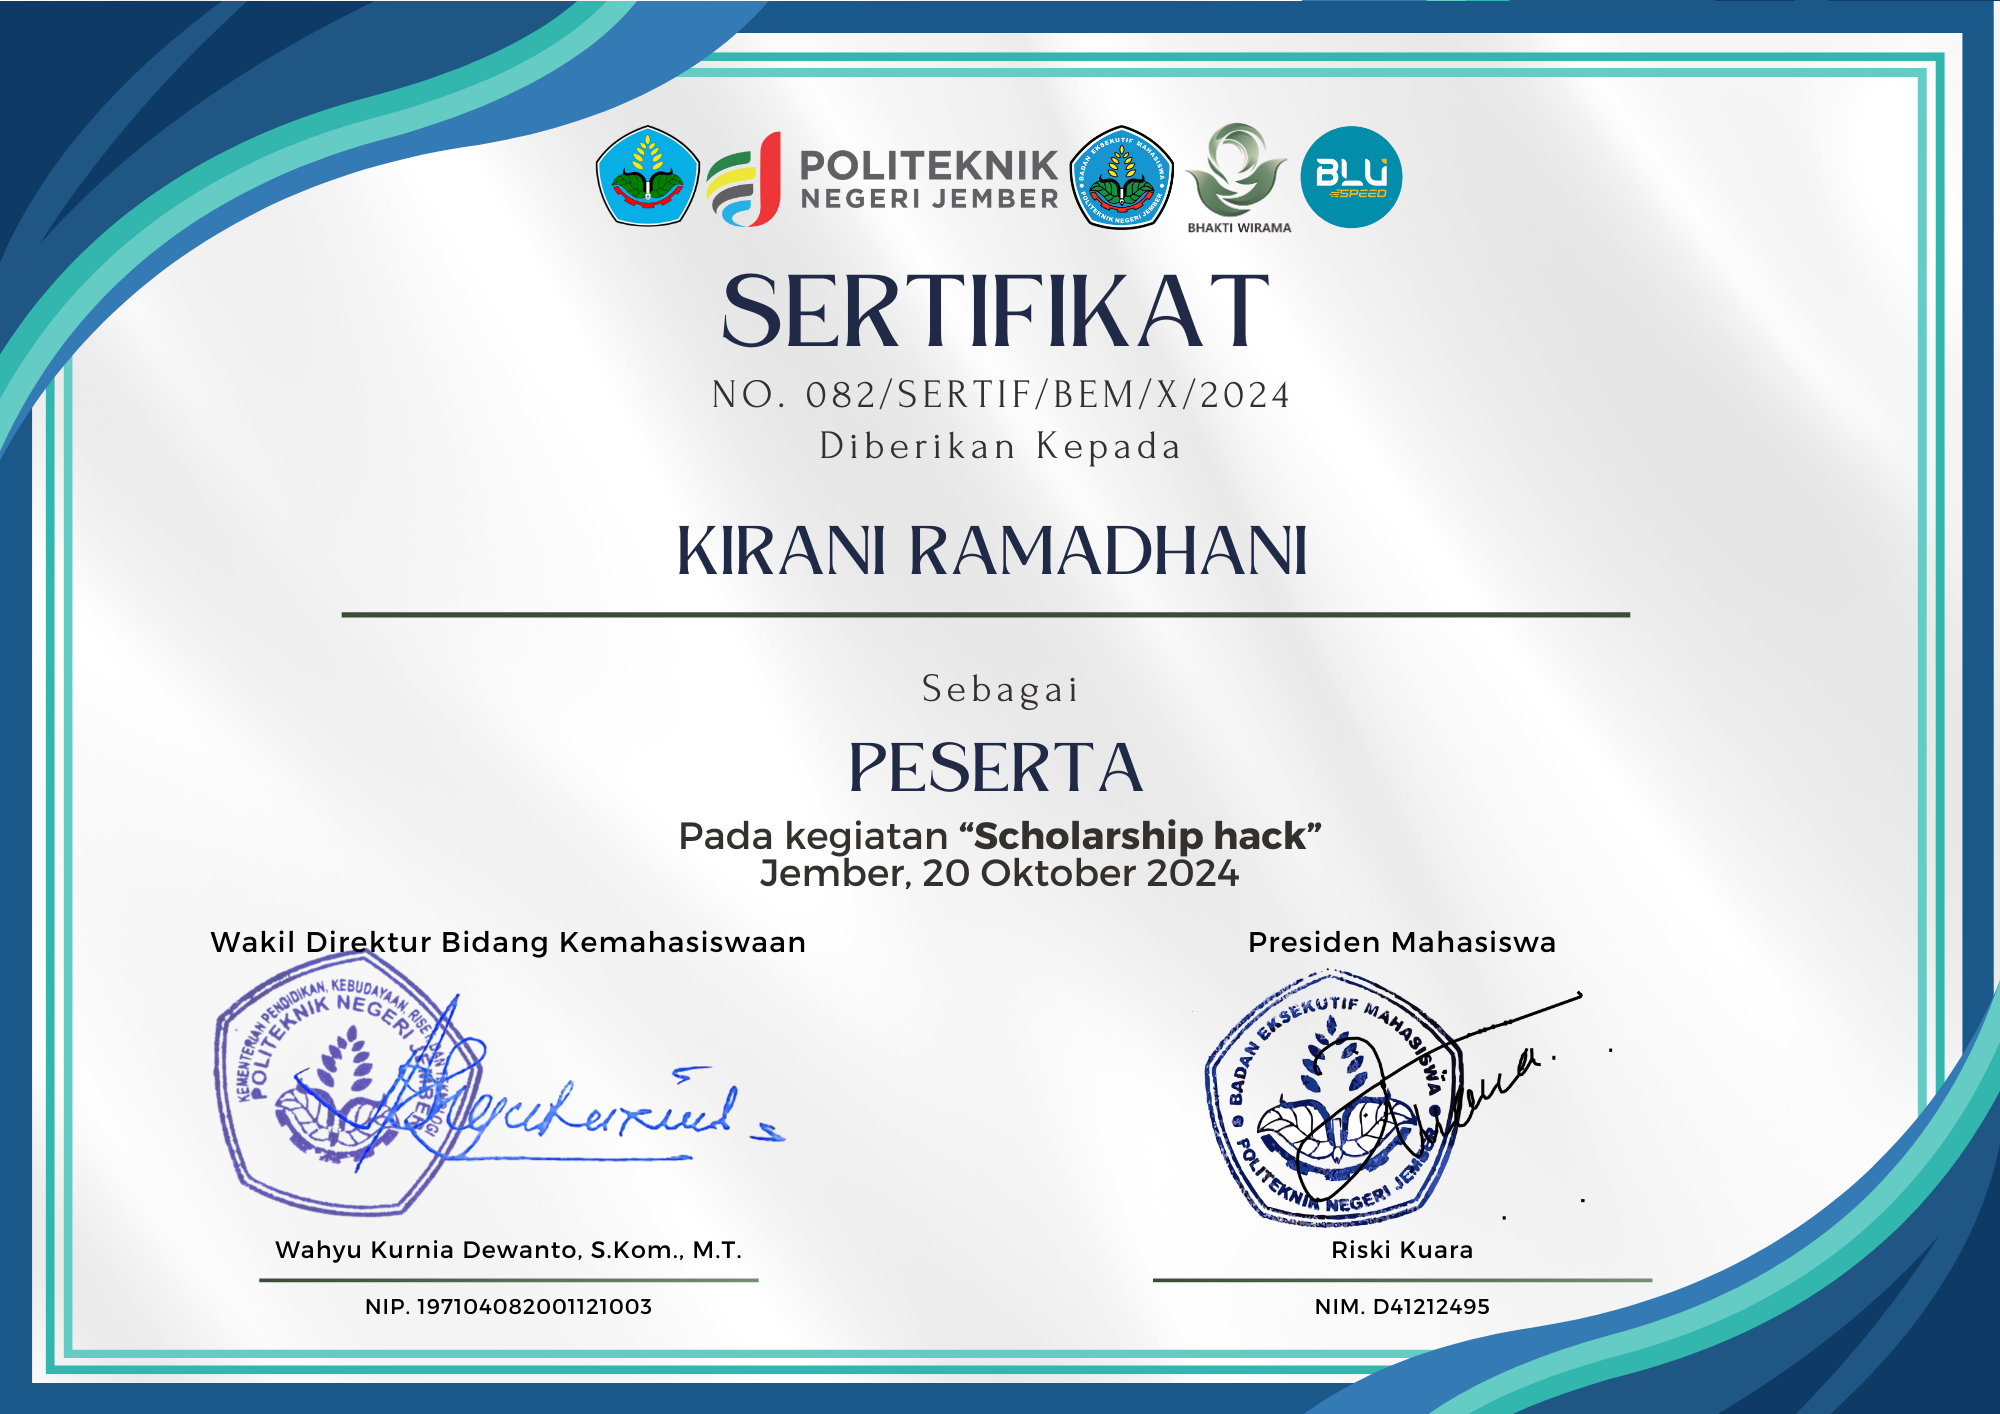 POLITEKNIK
NEGERI JEMBER
BADAN EKSEKUTIF MAHASISWA
POLITEKNIK NEGERI JEMBER
BHAKTI WIRAMA
BLU
SPEED
SERTIFIKAT
NO. 082/SERTIF/BEM/X/2024
Diberikan Kepada
KIRANI RAMADHANI
Sebagai
PESERTA
Pada kegiatan “Scholarship hack”
Jember, 20 Oktober 2024
Wakil Direktur Bidang Kemahasiswaan
KEMENTERIAN PENDIDIKAN, KEBUDAYAAN, RISET, DAN TEKNOLOGI
POLITEKNIK NEGERI JEMBER
Wahyu Kurnia Dewanto, S.Kom., M.T.
NIP. 197104082001121003
Presiden Mahasiswa
BADAN EKSEKUTIF MAHASISWA
POLITEKNIK NEGERI JEMBER
Riski Kuara
NIM. D41212495